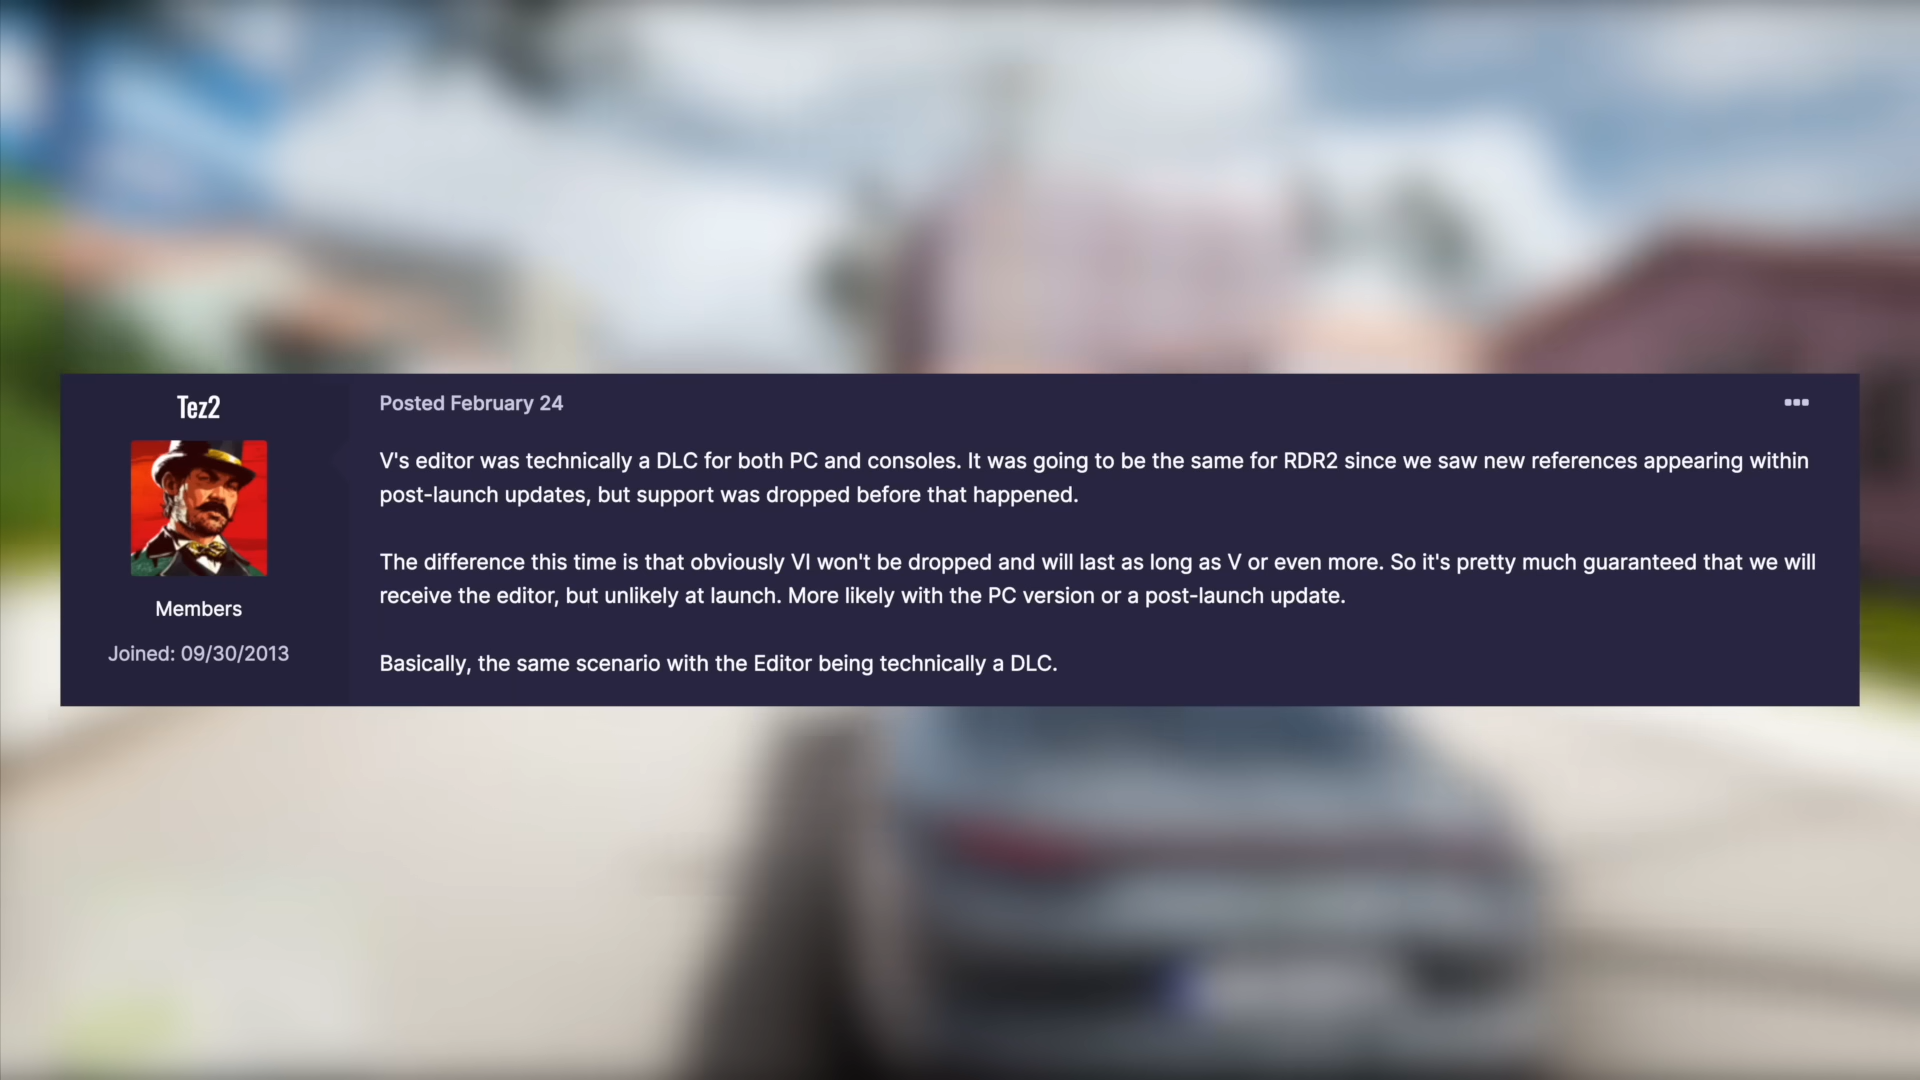 Tez2
Members
Joined: 09/30/2013
Posted February 24
V's editor was technically a DLC for both PC and consoles. It was going to be the same for RDR2 since we saw new references appearing within
post-launch updates, but support was dropped before that happened.
The difference this time is that obviously VI won't be dropped and will last as long as V or even more. So it's pretty much guaranteed that we will
receive the editor, but unlikely at launch. More likely with the PC version or a post-launch update.
Basically, the same scenario with the Editor being technically a DLC.